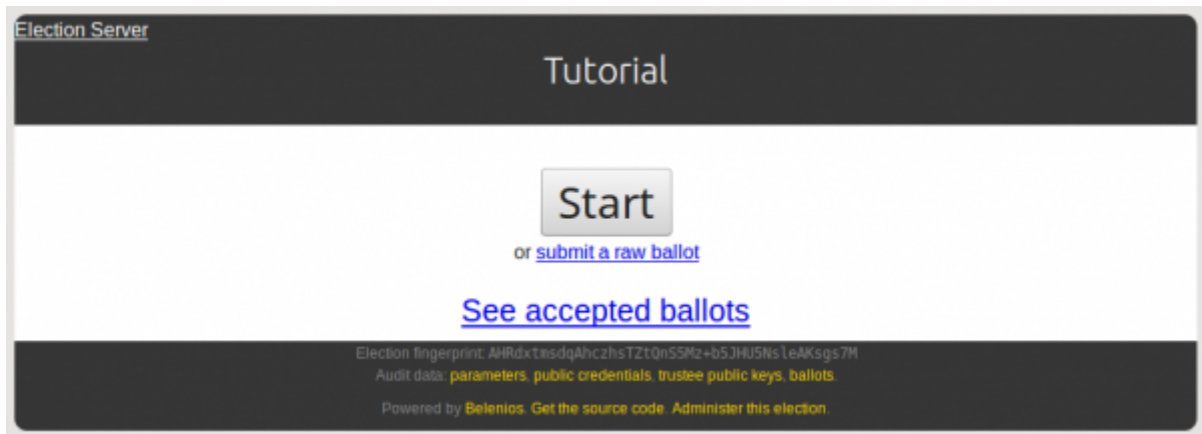 Election Server
Tutorial
Start
or submit a raw ballot
See accepted ballots
Election fingerprint: AHRdxtmsdqAhczhsTZtQnS5Mz+b5JHU5NsleAKsgs7M
Audit data: parameters, public credentials, trustee public keys, ballots.
Powered by Belenios. Get the source code. Administer this election.